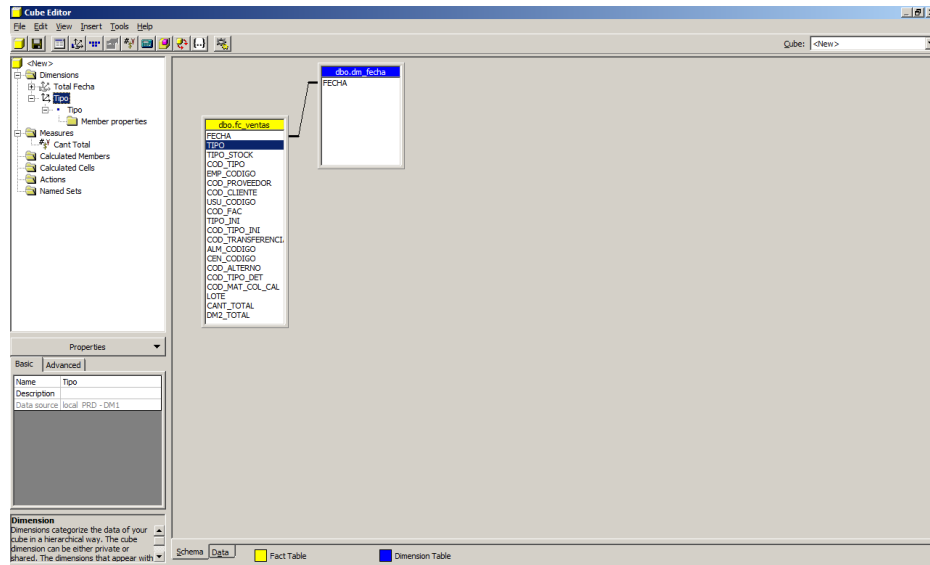 Cube Editor
File Edit View Insert Tools Help
Cube: <New>
<New>
Dimensions
Total Fecha
Tipo
Tipo
Member properties
Measures
Cant Total
Calculated Members
Calculated Cells
Actions
Named Sets
dbo.dm_fecha
FECHA
dbo.fc_ventas
FECHA
TIPO
TIPO_STOCK
COD_TIPO
EMP_CODIGO
COD_PROVEEDOR
COD_CLIENTE
USU_CODIGO
COD_FAC
TIPO_INI
COD_TIPO_INI
COD_TRANSFERENCI
ALM_CODIGO
CEN_CODIGO
COD_ALTERNO
COD_TIPO_DET
COD_MAT_COL_CAL
LOTE
CANT_TOTAL
DM2_TOTAL
Properties
Basic Advanced
Name Tipo
Description
Data source local PRD - DM1
Dimension
Dimensions categorize the data of your
cube in a hierarchical way. The cube
dimension can be either private or
shared. The dimensions that appear with
Schema Data Fact Table Dimension Table